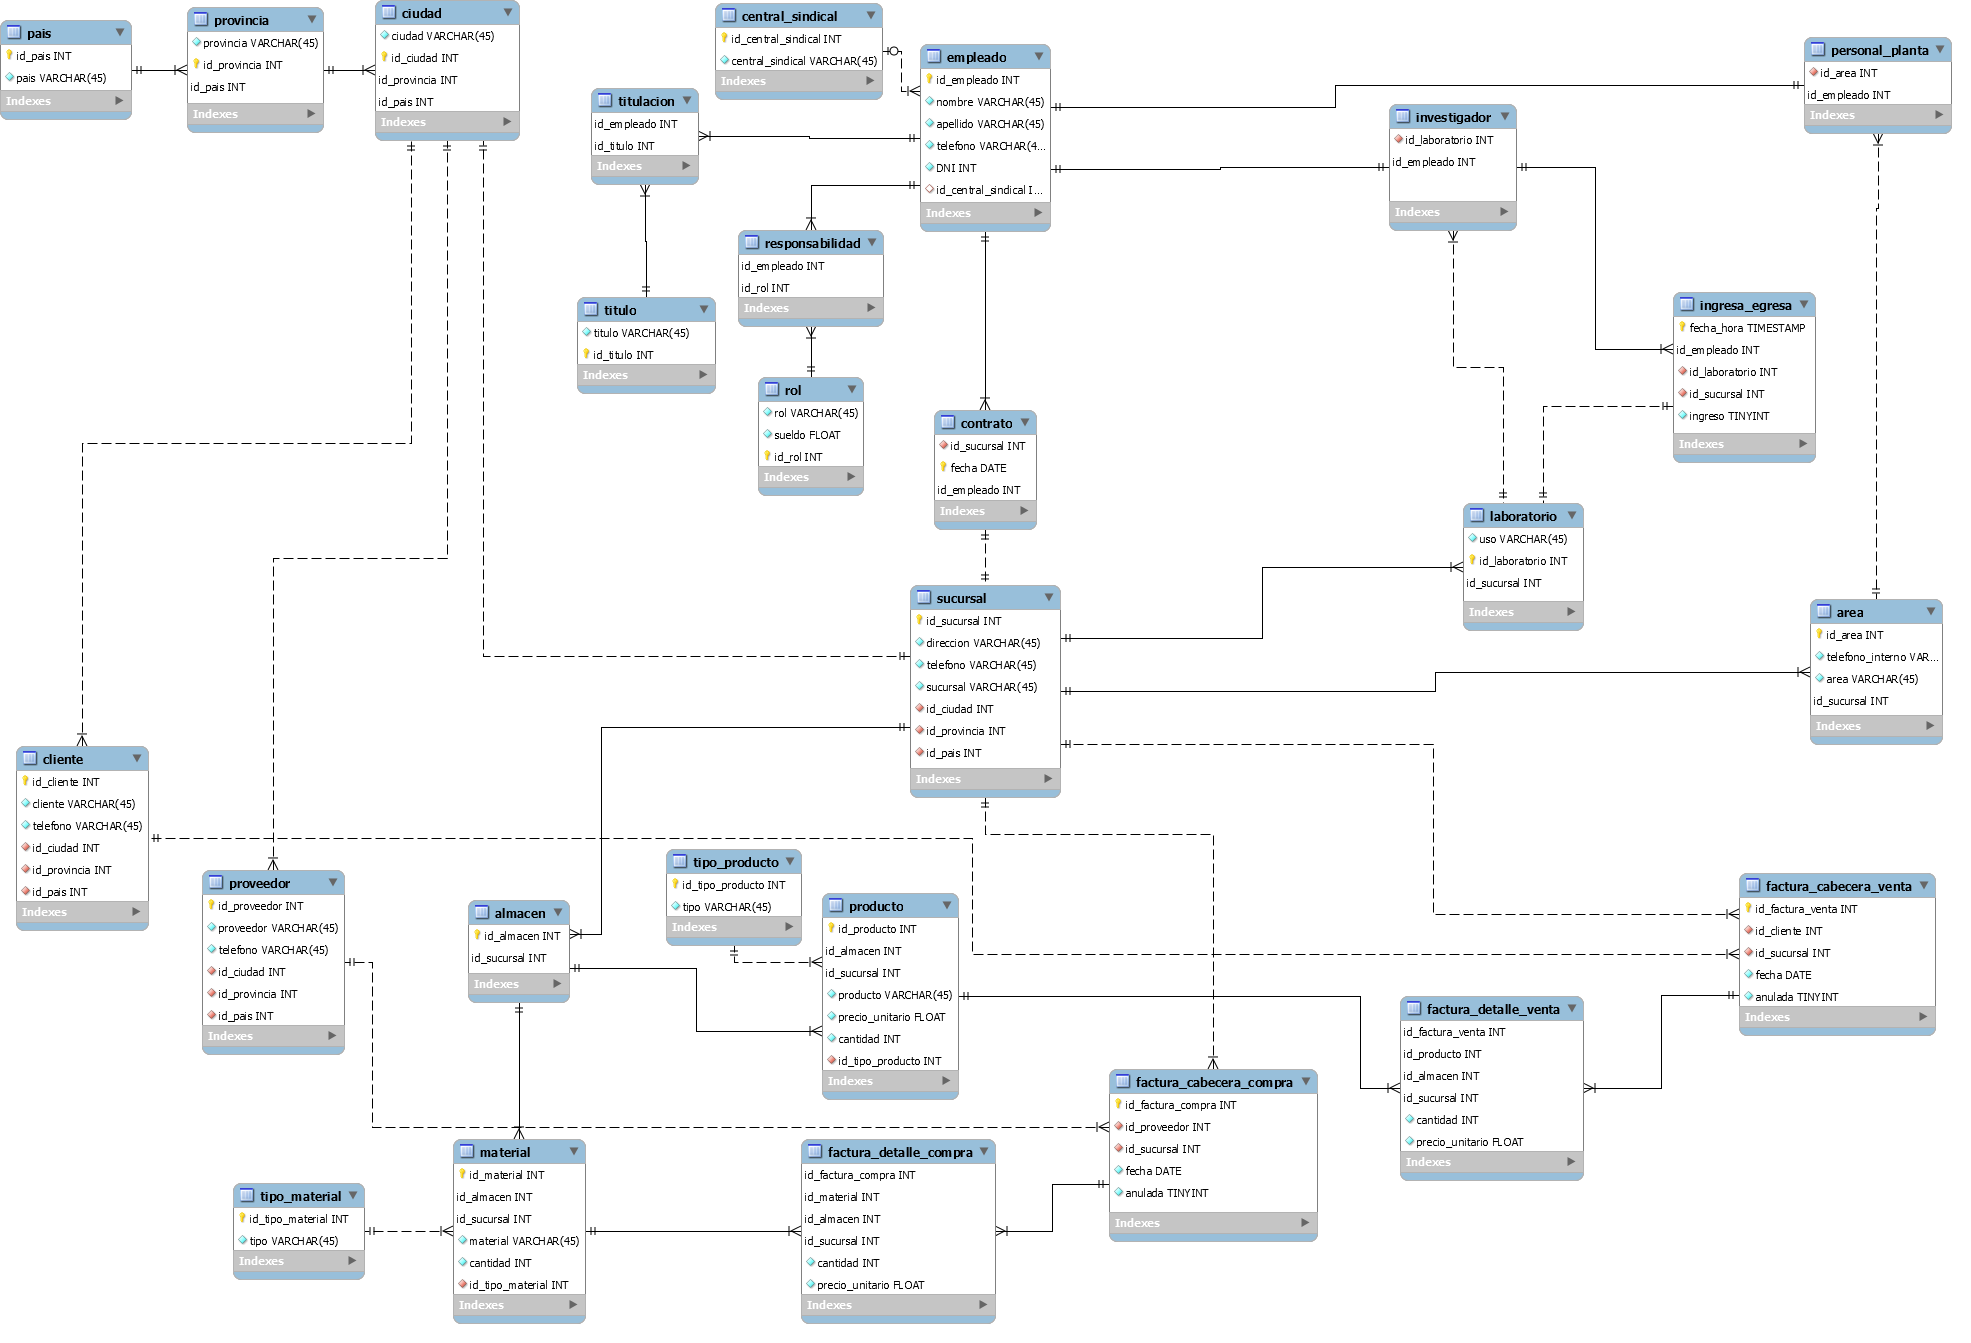 pais
id_pais INT
pais VARCHAR(45)
Indexes
provincia
provincia VARCHAR(45)
id_provincia INT
id_pais INT
Indexes
ciudad
ciudad VARCHAR(45)
id_ciudad INT
id_provincia INT
id_pais INT
Indexes
central_sindical
id_central_sindical INT
central_sindical VARCHAR(45)
Indexes
titulacion
id_empleado INT
id_titulo INT
Indexes
empleado
id_empleado INT
nombre VARCHAR(45)
apellido VARCHAR(45)
telefono VARCHAR(4...
DNI INT
id_central_sindical I...
Indexes
personal_planta
id_area INT
id_empleado INT
Indexes
investigador
id_laboratorio INT
id_empleado INT
Indexes
responsabilidad
id_empleado INT
id_rol INT
Indexes
titulo
titulo VARCHAR(45)
id_titulo INT
Indexes
ingresa_egresa
fecha_hora TIMESTAMP
id_empleado INT
id_laboratorio INT
id_sucursal INT
ingreso TINYINT
Indexes
rol
rol VARCHAR(45)
sueldo FLOAT
id_rol INT
Indexes
contrato
id_sucursal INT
fecha DATE
id_empleado INT
Indexes
laboratorio
uso VARCHAR(45)
id_laboratorio INT
id_sucursal INT
Indexes
sucursal
id_sucursal INT
direccion VARCHAR(45)
telefono VARCHAR(45)
sucursal VARCHAR(45)
id_ciudad INT
id_provincia INT
id_pais INT
Indexes
area
id_area INT
telefono_interno VAR...
area VARCHAR(45)
id_sucursal INT
Indexes
cliente
id_cliente INT
cliente VARCHAR(45)
telefono VARCHAR(45)
id_ciudad INT
id_provincia INT
id_pais INT
Indexes
proveedor
id_proveedor INT
proveedor VARCHAR(45)
telefono VARCHAR(45)
id_ciudad INT
id_provincia INT
id_pais INT
Indexes
almacen
id_almacen INT
id_sucursal INT
Indexes
tipo_producto
id_tipo_producto INT
tipo VARCHAR(45)
Indexes
producto
id_producto INT
id_almacen INT
id_sucursal INT
producto VARCHAR(45)
precio_unitario FLOAT
cantidad INT
id_tipo_producto INT
Indexes
factura_cabecera_venta
id_factura_venta INT
id_cliente INT
id_sucursal INT
fecha DATE
anulada TINYINT
Indexes
factura_detalle_venta
id_factura_venta INT
id_producto INT
id_almacen INT
id_sucursal INT
cantidad INT
precio_unitario FLOAT
Indexes
factura_cabecera_compra
id_factura_compra INT
id_proveedor INT
id_sucursal INT
fecha DATE
anulada TINYINT
Indexes
tipo_material
id_tipo_material INT
tipo VARCHAR(45)
Indexes
material
id_material INT
id_almacen INT
id_sucursal INT
material VARCHAR(45)
cantidad INT
id_tipo_material INT
Indexes
factura_detalle_compra
id_factura_compra INT
id_material INT
id_almacen INT
id_sucursal INT
cantidad INT
precio_unitario FLOAT
Indexes